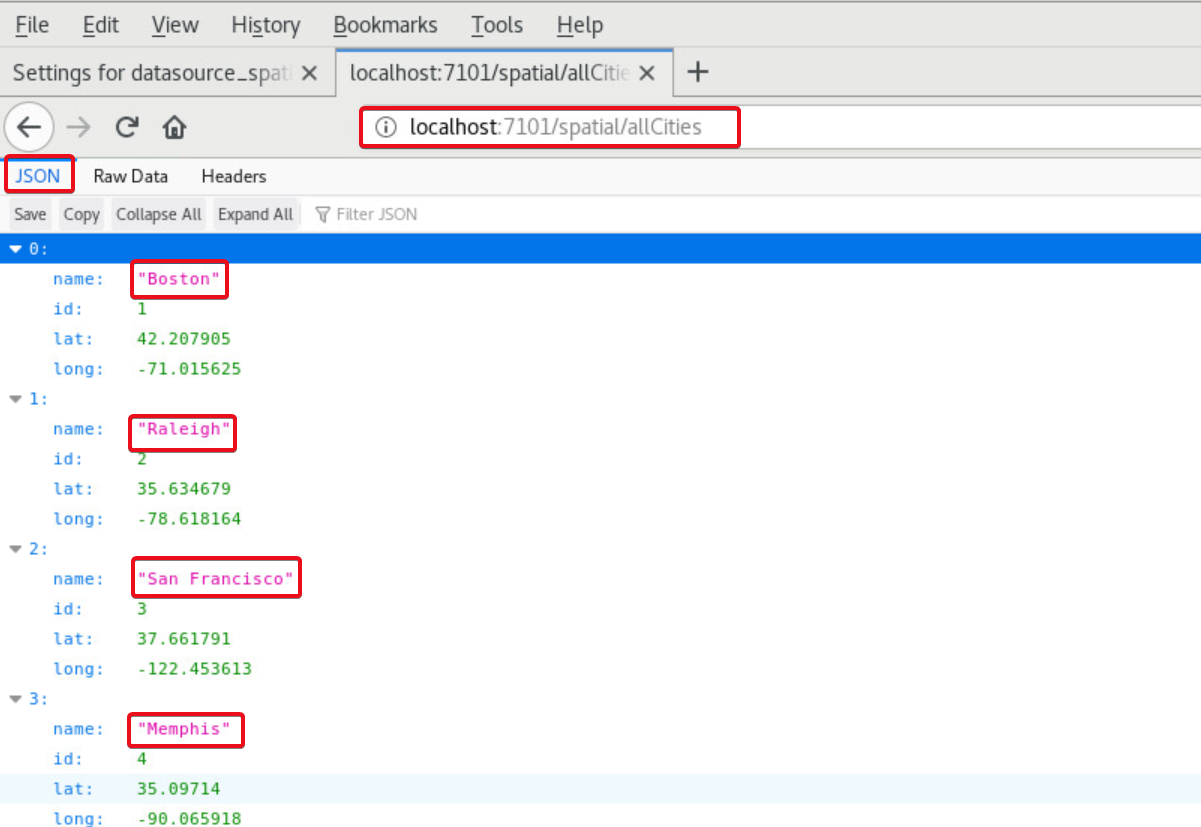 File Edit View History Bookmarks Tools Help
Settings for datasource_spati localhost:7101/spatial/allCitie
localhost:7101/spatial/allCities
JSON Raw Data Headers
Save Copy Collapse All Expand All Filter JSON
0:
name: "Boston"
id: 1
lat: 42.207905
long: -71.015625
1:
name: "Raleigh"
id: 2
lat: 35.634679
long: -78.618164
2:
name: "San Francisco"
id: 3
lat: 37.661791
long: -122.453613
3:
name: "Memphis"
id: 4
lat: 35.09714
long: -90.065918